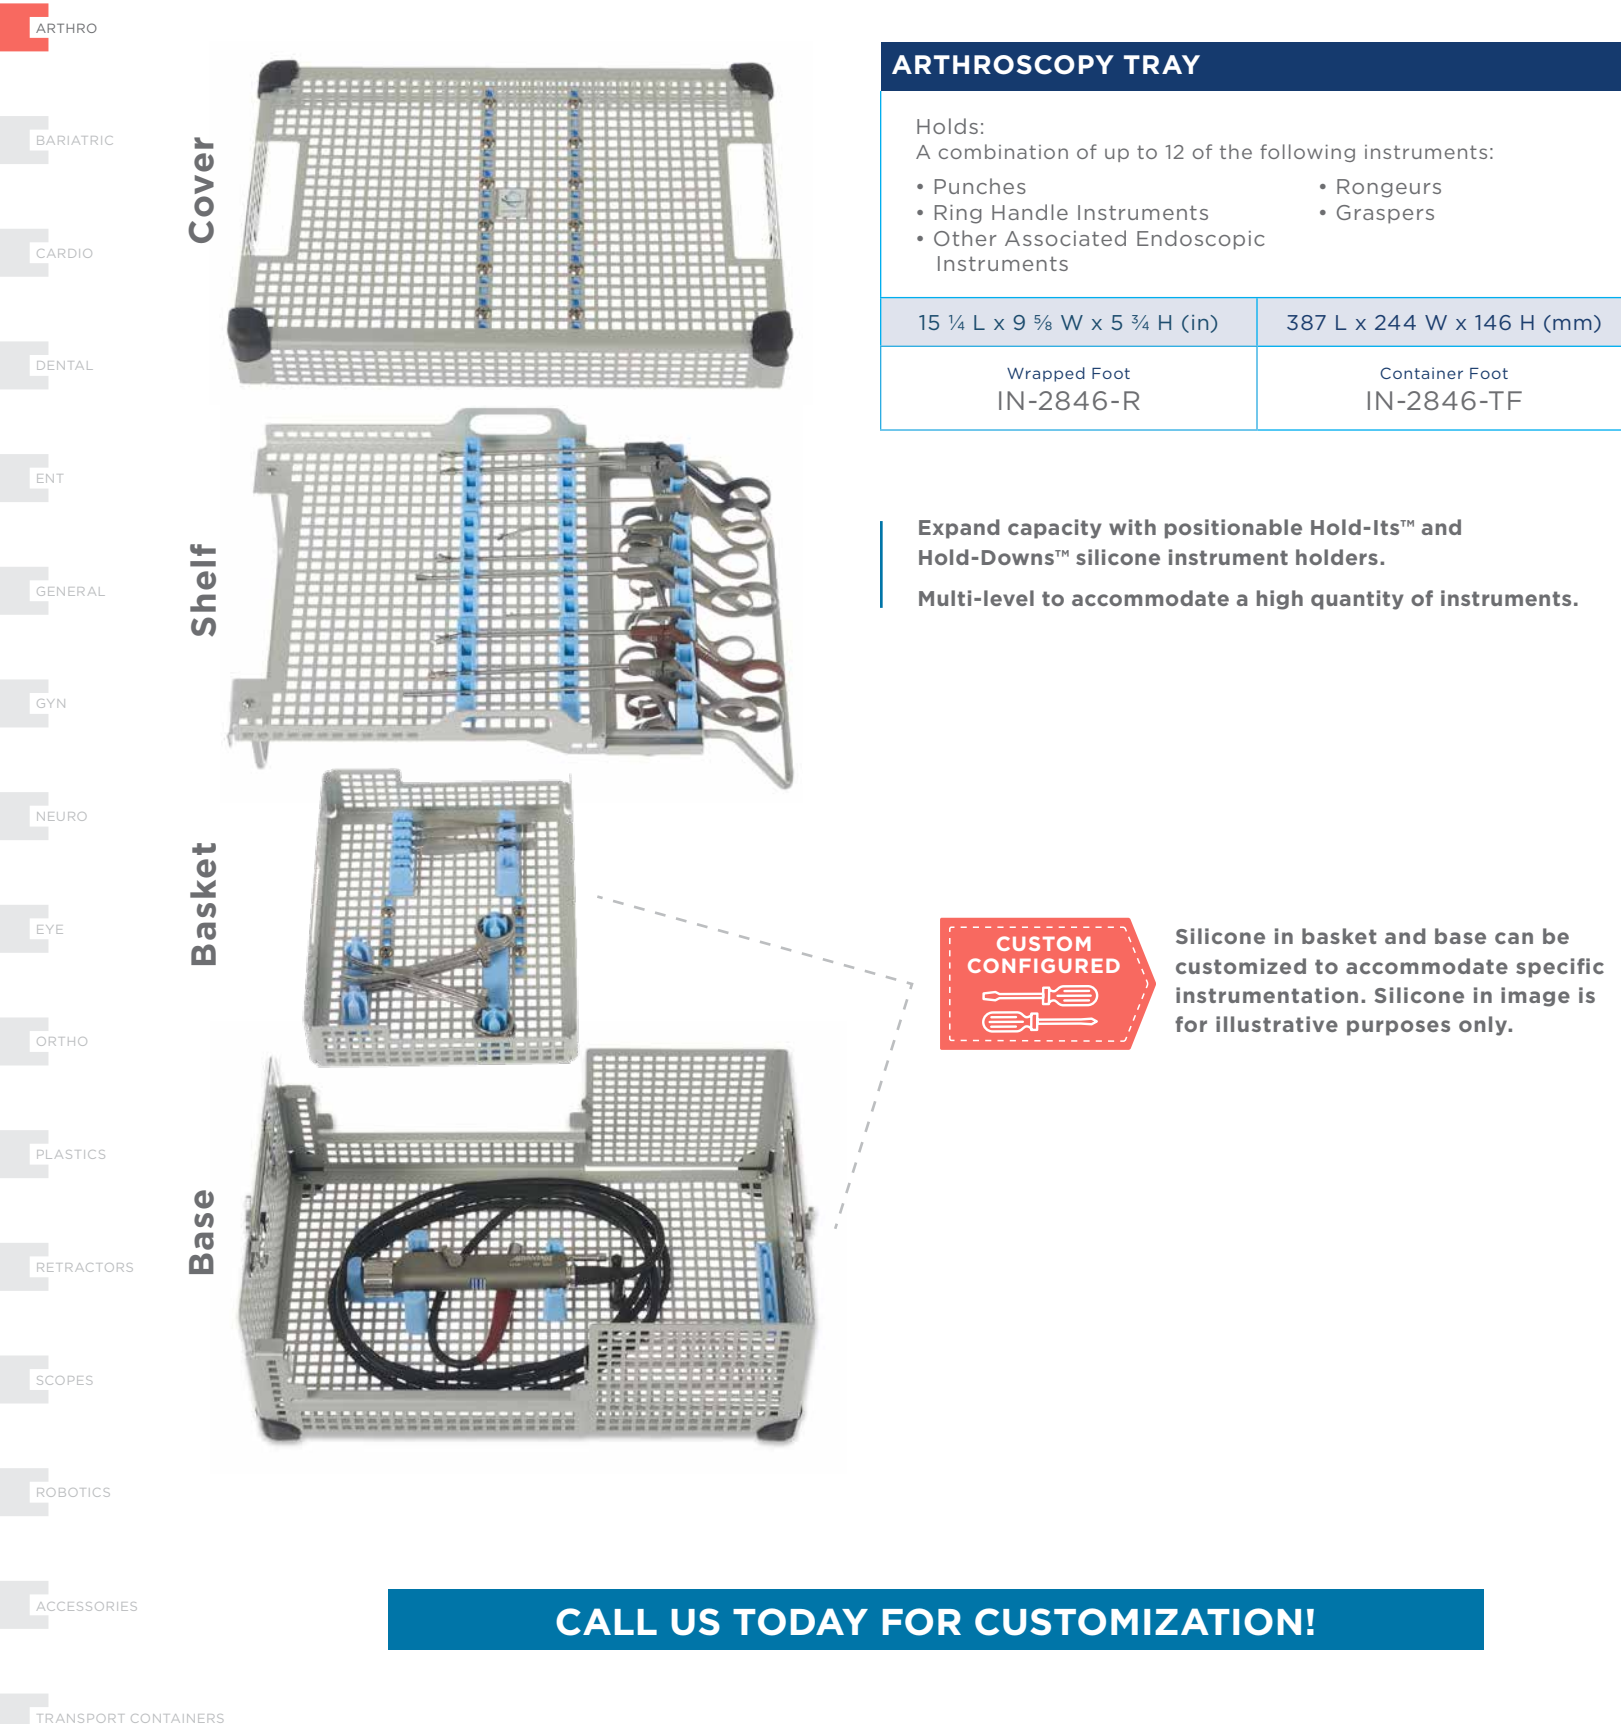 ARTHRO
BARIATRIC
CARDIO
DENTAL
ENT
GENERAL
GYN
NEURO
EYE
ORTHO
PLASTICS
RETRACTORS
SCOPES
ROBOTICS
ACCESSORIES
TRANSPORT CONTAINERS
Cover
Shelf
Basket
Base
ARTHROSCOPY TRAY
Holds:
A combination of up to 12 of the following instruments:
• Punches
• Ring Handle Instruments
• Other Associated Endoscopic
Instruments
• Rongeurs
• Graspers
15 ¼ L x 9 ⅝ W x 5 ¾ H (in)
387 L x 244 W x 146 H (mm)
Wrapped Foot
IN-2846-R
Container Foot
IN-2846-TF
Expand capacity with positionable Hold-Its™ and
Hold-Downs™ silicone instrument holders.
Multi-level to accommodate a high quantity of instruments.
CUSTOM
CONFIGURED
Silicone in basket and base can be
customized to accommodate specific
instrumentation. Silicone in image is
for illustrative purposes only.
CALL US TODAY FOR CUSTOMIZATION!